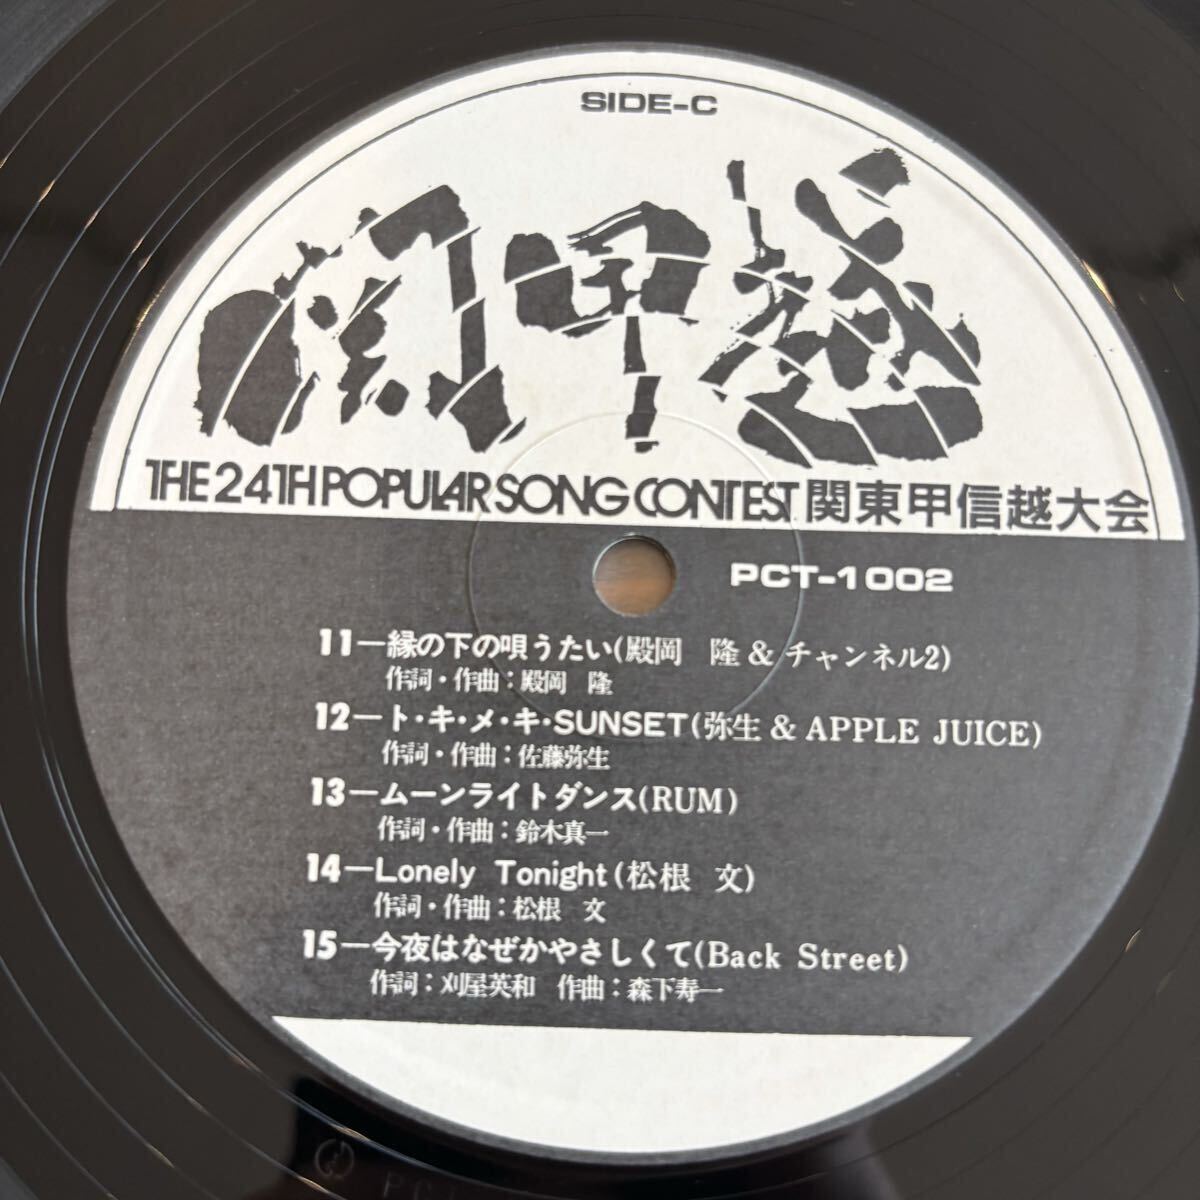 SIDE-C
関甲越
THE 24TH POPULAR SONG CONTEST 関東甲信越大会
PCT-1002
11—縁の下の唄うたい(殿岡 隆 & チャンネル2)
作詞・作曲：殿岡 隆
12—ト・キ・メ・キ・SUNSET(弥生 & APPLE JUICE)
作詞・作曲：佐藤弥生
13—ムーンライトダンス(RUM)
作詞・作曲：鈴木真一
14—Lonely Tonight(松根 文)
作詞・作曲：松根 文
15—今夜はなぜかやさしくて(Back Street)
作詞：刈屋英和 作曲：森下寿一